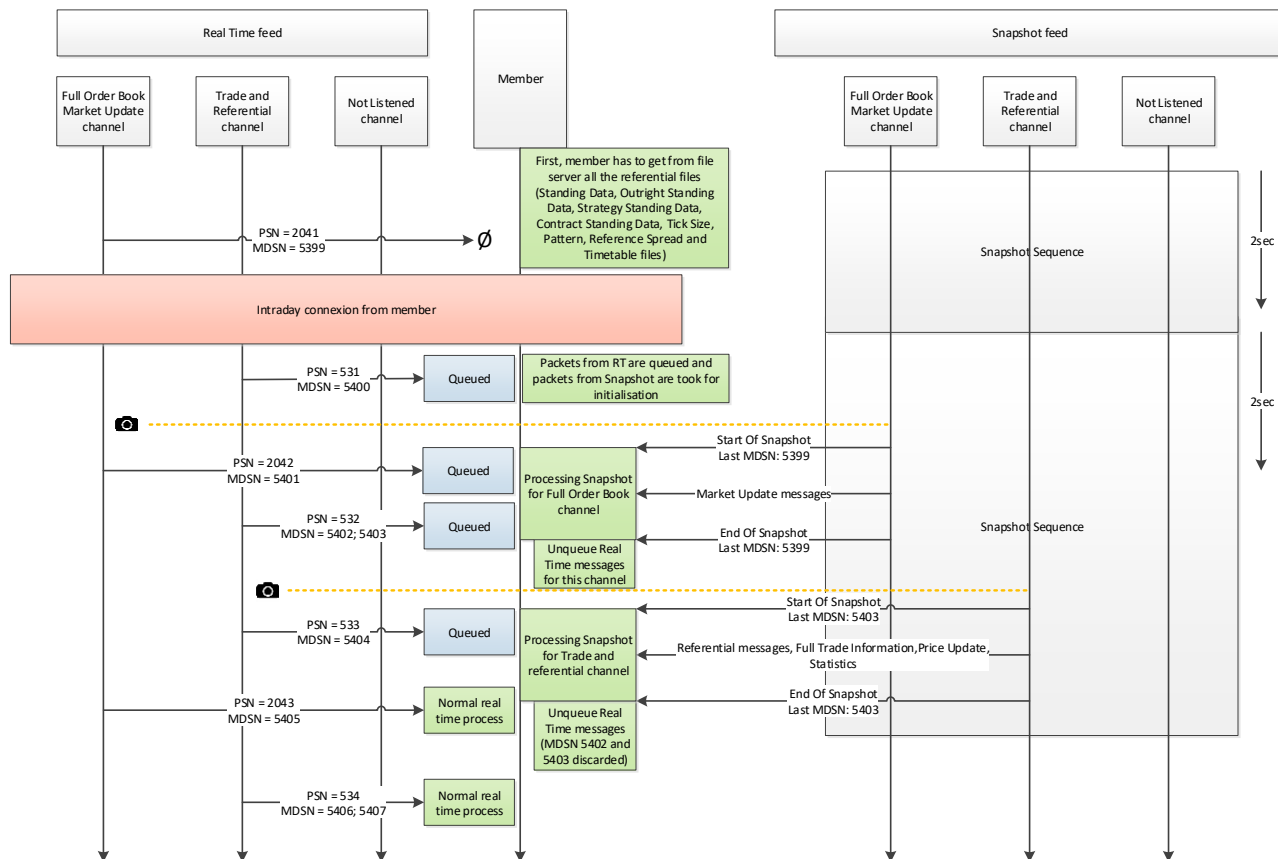 Real Time feed
Member
Snapshot feed
Full Order Book
Market Update
channel
Trade and
Referential
channel
Not Listened
channel
Full Order Book
Market Update
channel
Trade and
Referential
channel
Not Listened
channel
First, member has to get from file
server all the referential files
(Standing Data, Outright Standing
Data, Strategy Standing Data,
Contract Standing Data, Tick Size,
Pattern, Reference Spread and
Timetable files)
PSN = 2041
MDSN = 5399
Ø
Snapshot Sequence
2sec
Intraday connexion from member
PSN = 531
MDSN = 5400
Queued
Packets from RT are queued and
packets from Snapshot are took for
initialisation
2sec
Start Of Snapshot
Last MDSN: 5399
PSN = 2042
MDSN = 5401
Queued
Processing Snapshot
for Full Order Book
channel
Market Update messages
PSN = 532
MDSN = 5402; 5403
Queued
Snapshot Sequence
End Of Snapshot
Last MDSN: 5399
Unqueue Real
Time messages
for this channel
Start Of Snapshot
Last MDSN: 5403
PSN = 533
MDSN = 5404
Queued
Processing Snapshot
for Trade and
referential channel
Referential messages, Full Trade Information,Price Update,
Statistics
End Of Snapshot
Last MDSN: 5403
PSN = 2043
MDSN = 5405
Normal real
time process
Unqueue Real
Time messages
(MDSN 5402 and
5403 discarded)
PSN = 534
MDSN = 5406; 5407
Normal real
time process